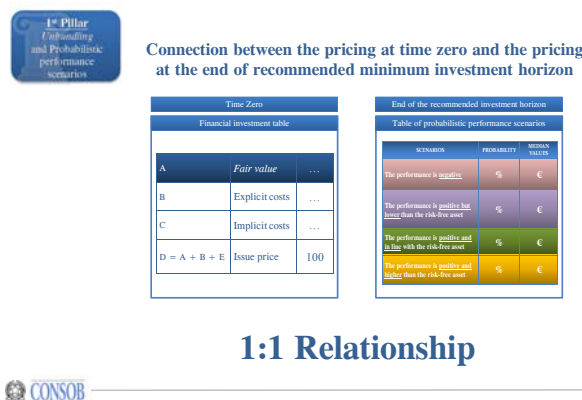 1st Pillar
Unbundling
and Probabilistic
performance
scenarios
Connection between the pricing at time zero and the pricing
at the end of recommended minimum investment horizon
Time Zero
Financial investment table
A Fair value ...
B Explicit costs ...
C Implicit costs ...
D = A + B + E Issue price 100
End of the recommended investment horizon
Table of probabilistic performance scenarios
SCENARIOS PROBABILITY MEDIAN
VALUES
The performance is negative % €
The performance is positive but
lower than the risk-free asset % €
The performance is positive and
in line with the risk-free asset % €
The performance is positive and
higher than the risk-free asset % €
1:1 Relationship
CONSOB